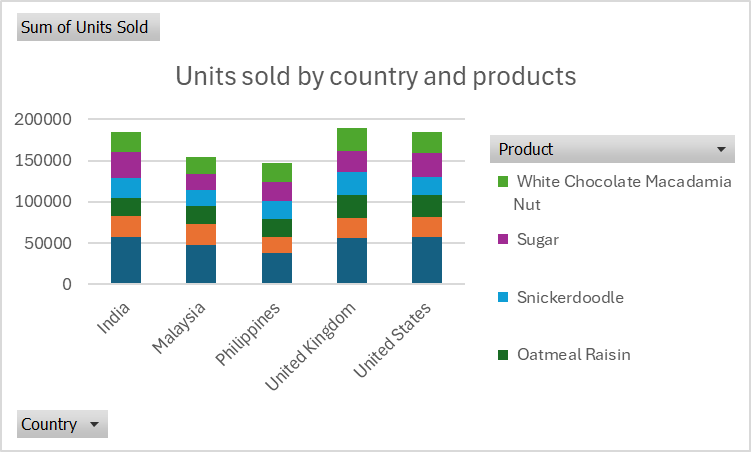 Sum of Units Sold
Units sold by country and products
200000
150000
100000
50000
0
India
Malaysia
Philippines
United Kingdom
United States
Product
White Chocolate Macadamia
Nut
Sugar
Snickerdoodle
Oatmeal Raisin
Country